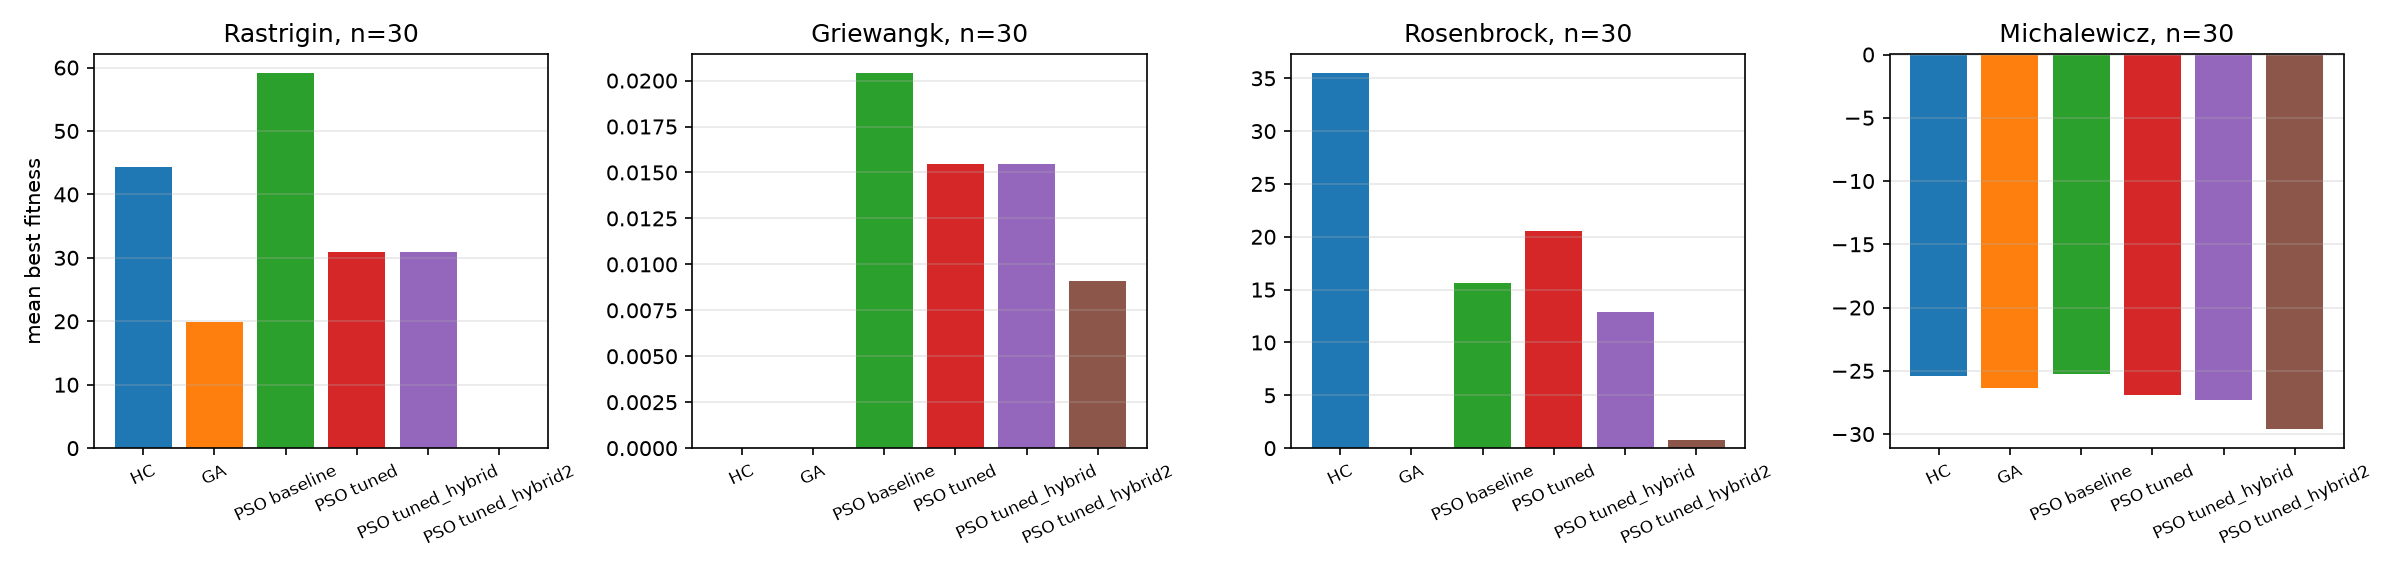 Rastrigin, n=30
mean best fitness
60
50
40
30
20
10
0
HC
GA
PSO baseline
PSO tuned
PSO tuned_hybrid
PSO tuned_hybrid2
Griewangk, n=30
0.0200
0.0175
0.0150
0.0125
0.0100
0.0075
0.0050
0.0025
0.0000
HC
GA
PSO baseline
PSO tuned
PSO tuned_hybrid
PSO tuned_hybrid2
Rosenbrock, n=30
35
30
25
20
15
10
5
0
HC
GA
PSO baseline
PSO tuned
PSO tuned_hybrid
PSO tuned_hybrid2
Michalewicz, n=30
0
−5
−10
−15
−20
−25
−30
HC
GA
PSO baseline
PSO tuned
PSO tuned_hybrid
PSO tuned_hybrid2